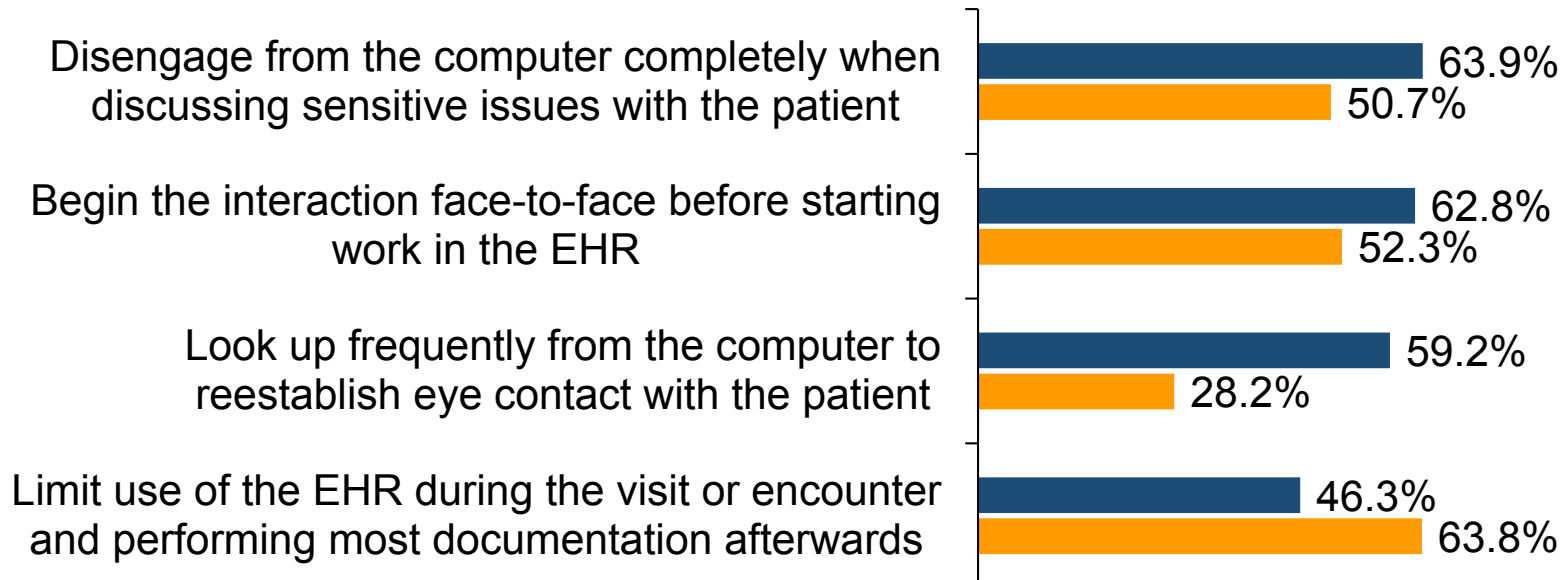 Disengage from the computer completely when
discussing sensitive issues with the patient
63.9%
50.7%
Begin the interaction face-to-face before starting
work in the EHR
62.8%
52.3%
Look up frequently from the computer to
reestablish eye contact with the patient
59.2%
28.2%
Limit use of the EHR during the visit or encounter
and performing most documentation afterwards
46.3%
63.8%